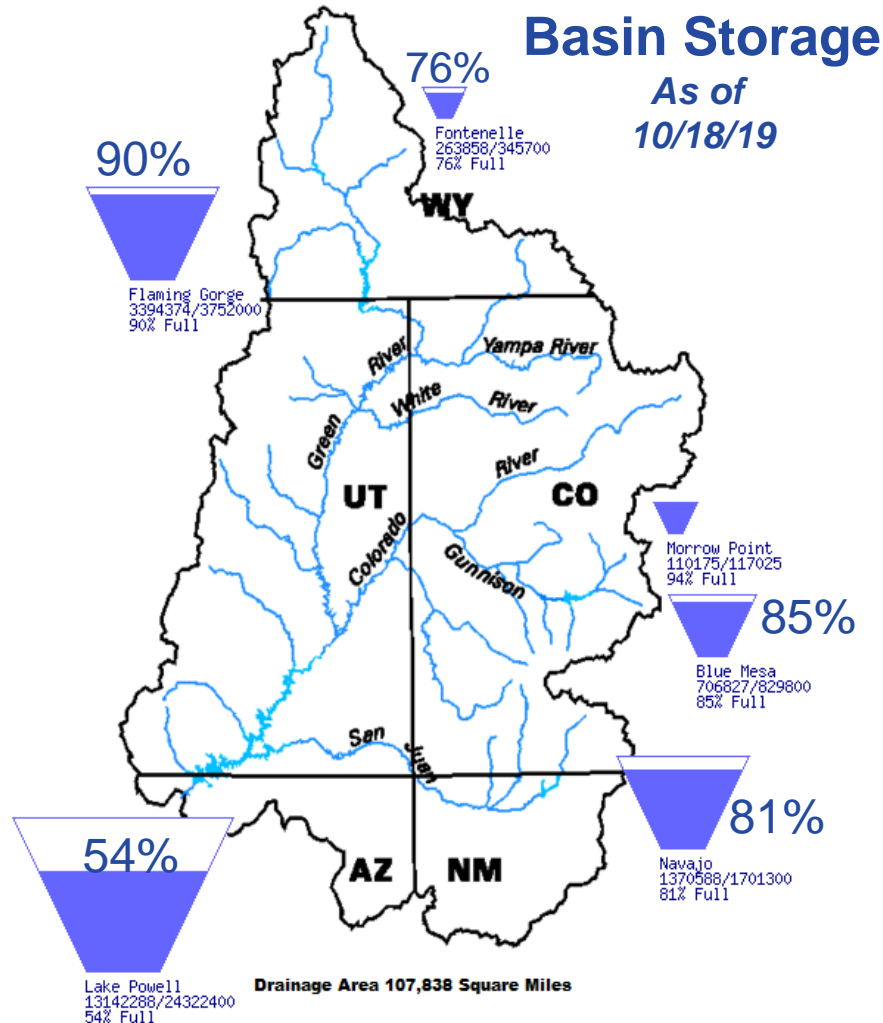 Basin Storage
As of
10/18/19
76%
Fontenelle
263858/345700
76% Full
90%
Flaming Gorge
3394374/3752000
90% Full
WY
Green River
Yampa River
White River
UT
CO
Colorado River
Gunnison
Morrow Point
110175/117025
94% Full
85%
Blue Mesa
706827/829800
85% Full
San Juan
81%
Navajo
1370588/1701300
81% Full
54%
Lake Powell
13142288/24322400
54% Full
AZ
NM
Drainage Area 107,838 Square Miles